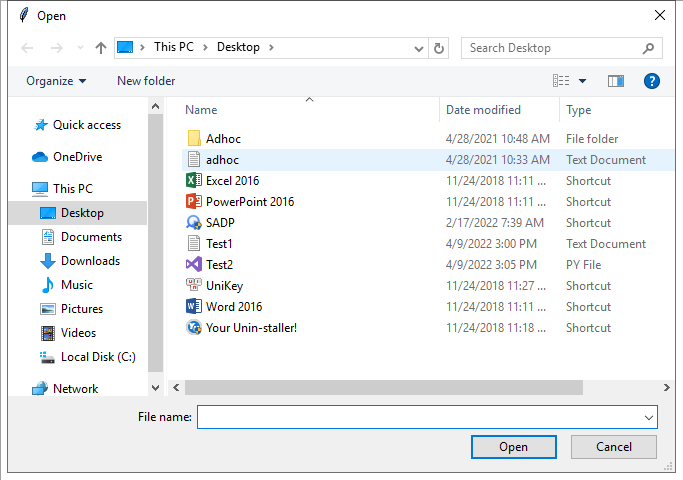 Open
This PC Desktop Search Desktop
Organize New folder
Name Date modified Type
Quick access
OneDrive
This PC
Desktop
Documents
Downloads
Music
Pictures
Videos
Local Disk (C:)
Network
Adhoc 4/28/2021 10:48 AM File folder
adhoc 4/28/2021 10:33 AM Text Document
Excel 2016 11/24/2018 11:11 ... Shortcut
PowerPoint 2016 11/24/2018 11:11 ... Shortcut
SADP 2/17/2022 7:39 AM Shortcut
Test1 4/9/2022 3:00 PM Text Document
Test2 4/9/2022 3:05 PM PY File
UniKey 11/24/2018 11:27 ... Shortcut
Word 2016 11/24/2018 11:11 ... Shortcut
Your Unin-staller! 11/24/2018 11:18 ... Shortcut
File name:
Open Cancel